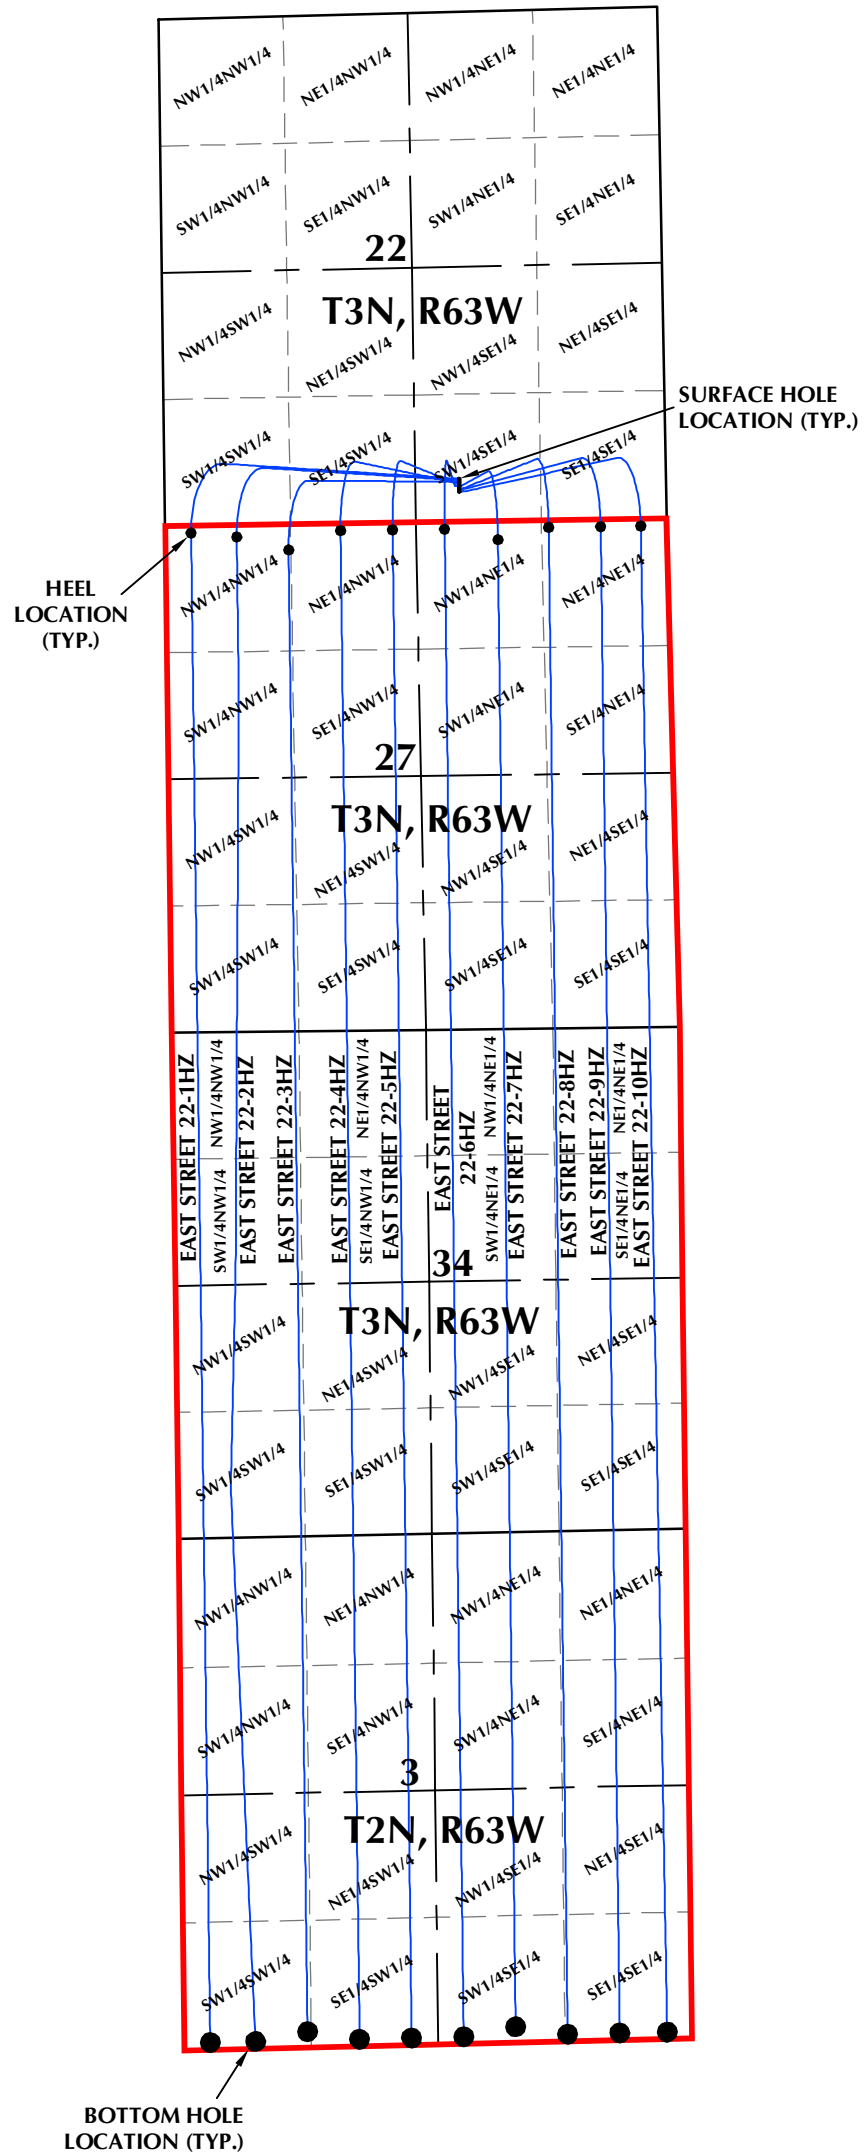 NW1/4NW1/4
NE1/4NW1/4
NW1/4NE1/4
NE1/4NE1/4
SW1/4NW1/4
SE1/4NW1/4
SW1/4NE1/4
SE1/4NE1/4
22
T3N, R63W
NW1/4SW1/4
NE1/4SW1/4
NW1/4SE1/4
NE1/4SE1/4
SURFACE HOLE
LOCATION (TYP.)
SW1/4SW1/4
SE1/4SW1/4
SW1/4SE1/4
SE1/4SE1/4
HEEL
LOCATION
(TYP.)
NW1/4NW1/4
NE1/4NW1/4
NW1/4NE1/4
NE1/4NE1/4
SW1/4NW1/4
SE1/4NW1/4
SW1/4NE1/4
SE1/4NE1/4
27
T3N, R63W
NW1/4SW1/4
NE1/4SW1/4
NW1/4SE1/4
NE1/4SE1/4
SW1/4SW1/4
SE1/4SW1/4
SW1/4SE1/4
SE1/4SE1/4
EAST STREET 22-1HZ
SW1/4NW1/4 NW1/4NW1/4
EAST STREET 22-2HZ
EAST STREET 22-3HZ
EAST STREET 22-4HZ
SE1/4NW1/4 NE1/4NW1/4
EAST STREET 22-5HZ
EAST STREET
22-6HZ
SW1/4NE1/4 NW1/4NE1/4
EAST STREET 22-7HZ
EAST STREET 22-8HZ
EAST STREET 22-9HZ
SE1/4NE1/4 NE1/4NE1/4
EAST STREET 22-10HZ
34
T3N, R63W
NW1/4SW1/4
NE1/4SW1/4
NW1/4SE1/4
NE1/4SE1/4
SW1/4SW1/4
SE1/4SW1/4
SW1/4SE1/4
SE1/4SE1/4
NW1/4NW1/4
NE1/4NW1/4
NW1/4NE1/4
NE1/4NE1/4
SW1/4NW1/4
SE1/4NW1/4
SW1/4NE1/4
SE1/4NE1/4
3
T2N, R63W
NW1/4SW1/4
NE1/4SW1/4
NW1/4SE1/4
NE1/4SE1/4
SW1/4SW1/4
SE1/4SW1/4
SW1/4SE1/4
SE1/4SE1/4
BOTTOM HOLE
LOCATION (TYP.)